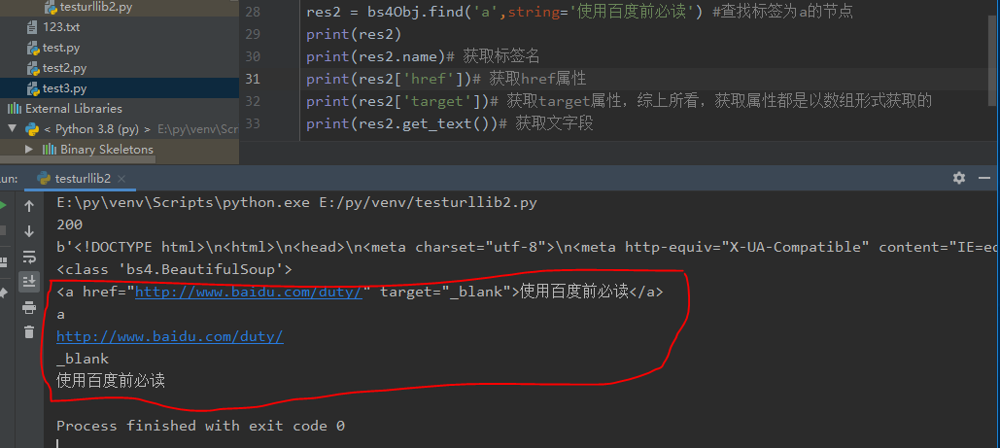 testurllib2.py
123.txt
test.py
test2.py
test3.py
External Libraries
< Python 3.8 (py) > E:\py\venv\Scri
Binary Skeletons
28 res2 = bs4Obj.find('a',string='使用百度前必读') #查找标签为a的节点
29 print(res2)
30 print(res2.name)# 获取标签名
31 print(res2['href'])# 获取href属性
32 print(res2['target'])# 获取target属性，综上所看，获取属性都是以数组形式获取的
33 print(res2.get_text())# 获取文字段
un: testurllib2 ×
E:\py\venv\Scripts\python.exe E:/py/venv/testurllib2.py
200
b'<!DOCTYPE html>\n<html>\n<head>\n<meta charset="utf-8">\n<meta http-equiv="X-UA-Compatible" content="IE=ed
<class 'bs4.BeautifulSoup'>
<a href="http://www.baidu.com/duty/" target="_blank">使用百度前必读</a>
a
http://www.baidu.com/duty/
_blank
使用百度前必读
Process finished with exit code 0